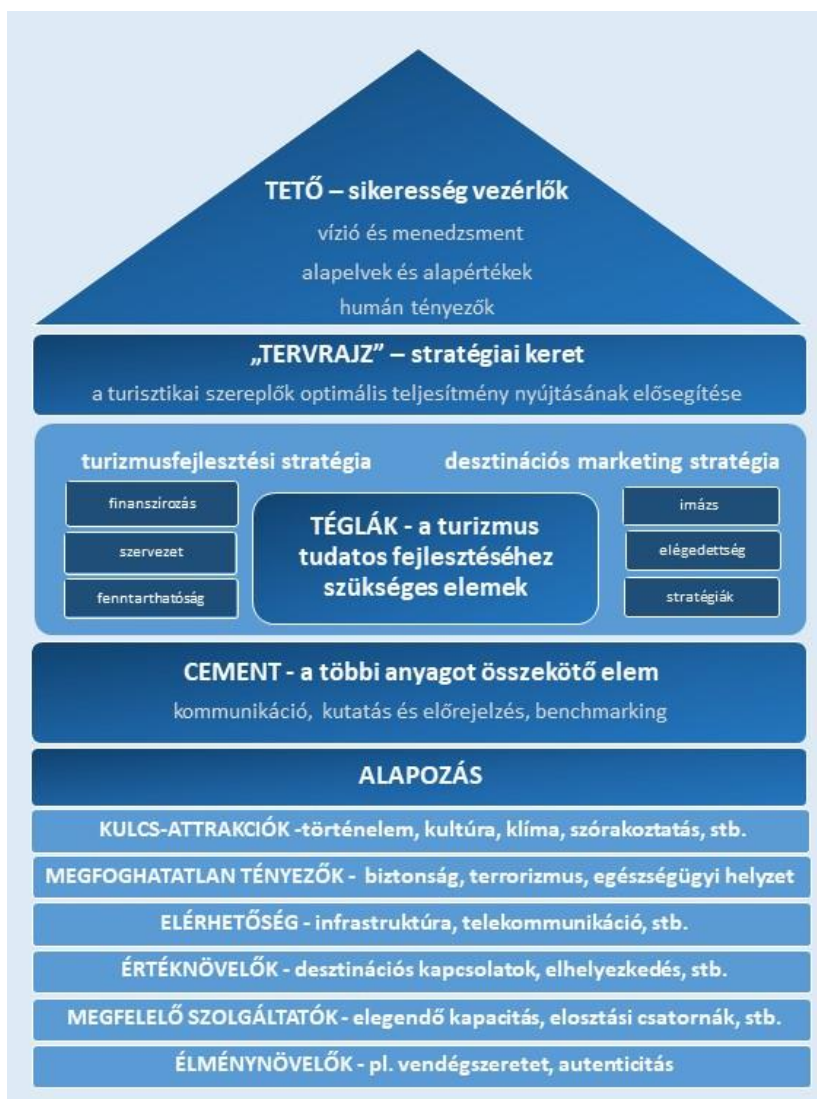 TETŐ – sikeresség vezérlők
vízió és menedzsment
alapelvek és alapértékek
humán tényezők
„TERVRAJZ” – stratégiai keret
a turisztikai szereplők optimális teljesítmény nyújtásának elősegítése
turizmusfejlesztési stratégia
finanszírozás
szervezet
fenntarthatóság
TÉGLÁK - a turizmus
tudatos fejlesztéséhez
szükséges elemek
desztinációs marketing stratégia
imázs
elégedettség
stratégiák
CEMENT - a többi anyagot összekötő elem
kommunikáció, kutatás és előrejelzés, benchmarking
ALAPOZÁS
KULCS-ATTRAKCIÓK -történelem, kultúra, klíma, szórakoztatás, stb.
MEGFOGHATATLAN TÉNYEZŐK - biztonság, terrorizmus, egészségügyi helyzet
ELÉRHETŐSÉG - infrastruktúra, telekommunikáció, stb.
ÉRTÉKNÖVELŐK - desztinációs kapcsolatok, elhelyezkedés, stb.
MEGFELELŐ SZOLGÁLTATÓK - elegendő kapacitás, elosztási csatornák, stb.
ÉLMÉNYNÖVELŐK - pl. vendégszeretet, autenticitás